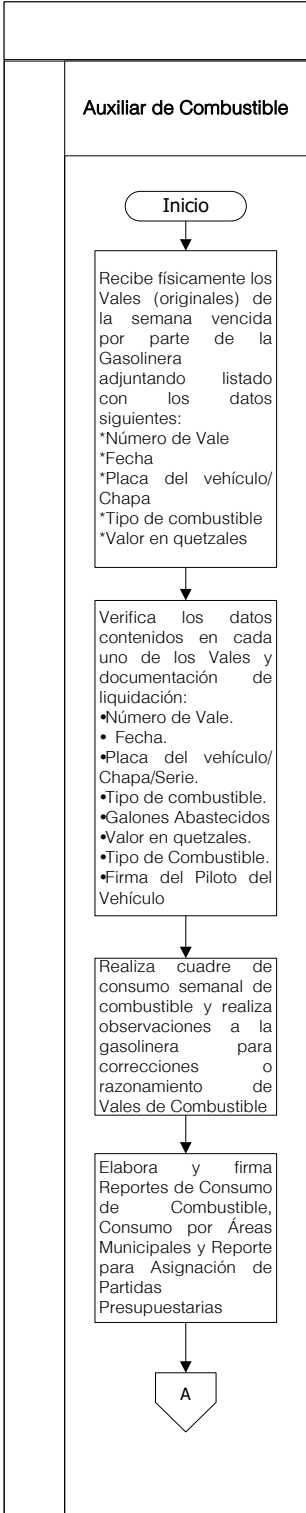 Auxiliar de Combustible
Inicio
Recibe físicamente los
Vales (originales) de
la semana vencida
por parte de la
Gasolinera
adjuntando listado
con los datos
siguientes:
*Número de Vale
*Fecha
*Placa del vehículo/
Chapa
*Tipo de combustible
*Valor en quetzales
Verifica los datos
contenidos en cada
uno de los Vales y
documentación de
liquidación:
•Número de Vale.
• Fecha.
•Placa del vehículo/
Chapa/Serie.
•Tipo de combustible.
•Galones Abastecidos
•Valor en quetzales.
•Tipo de Combustible.
•Firma del Piloto del
Vehículo
Realiza cuadre de
consumo semanal de
combustible y realiza
observaciones a la
gasolinera para
correcciones o
razonamiento de
Vales de Combustible
Elabora y firma
Reportes de Consumo
de Combustible,
Consumo por Áreas
Municipales y Reporte
para Asignación de
Partidas
Presupuestarias
A